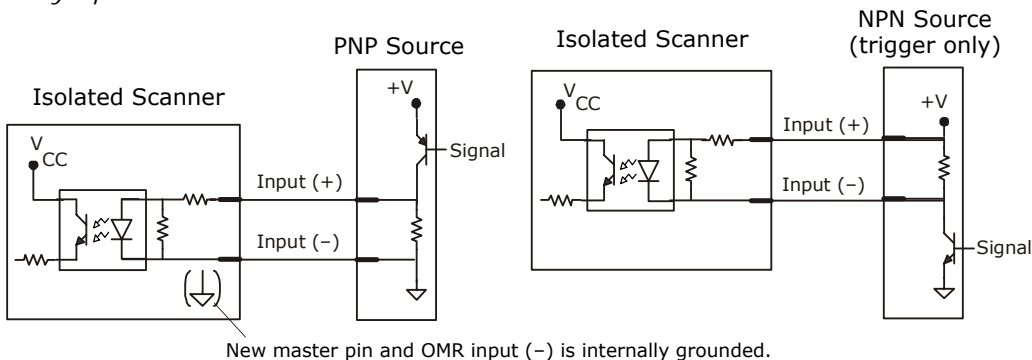 PNP Source
Isolated Scanner
+V
V
CC
Signal
Input (+)
Input (–)
New master pin and OMR input (–) is internally grounded.
NPN Source
(trigger only)
Isolated Scanner
V
CC
+V
Input (+)
Input (–)
Signal